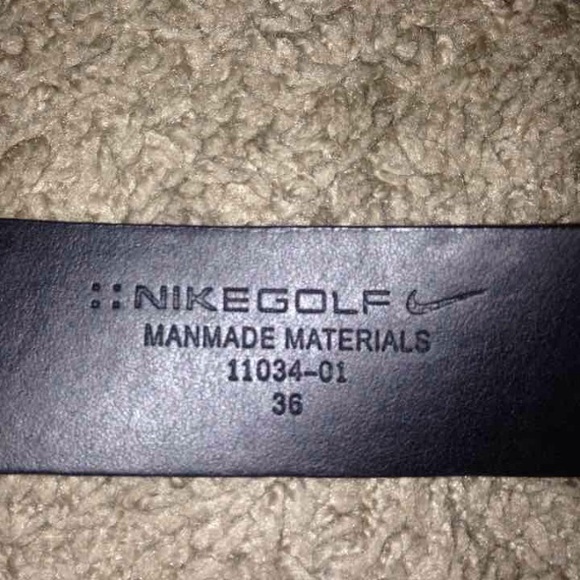 NIKEGOLF
MANMADE MATERIALS
11034-01
36